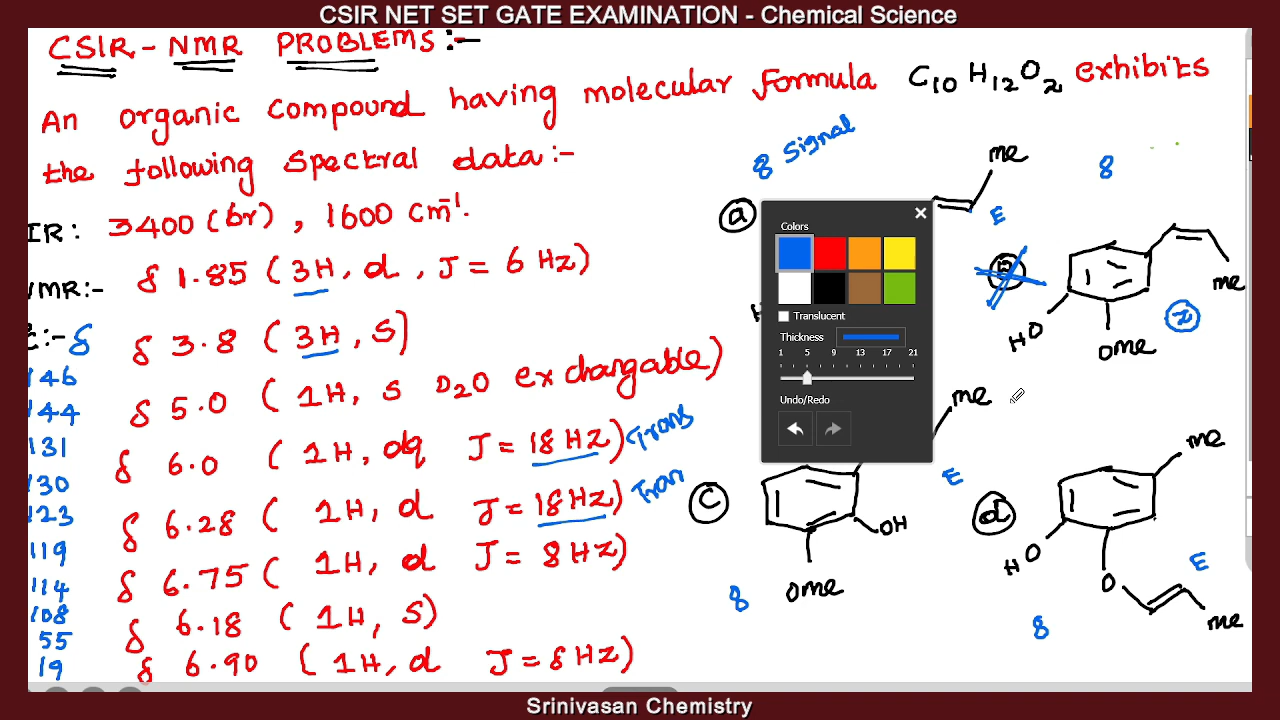 CSIR NET SET GATE EXAMINATION - Chemical Science
CSIR - NMR PROBLEMS :-
An organic compound having molecular formula C10 H12 O2 exhibits
the following spectral data:-
IR: 3400 (br) , 1600 cm-1.
NMR:-
δ 1.85 ( 3H, d , J = 6 Hz)
δ 3.8 ( 3H, S)
δ 5.0 ( 1H, S D2O exchangable)
δ 6.0 ( 1H, dq J = 18 Hz) Trans
δ 6.28 ( 1H, d J = 18 Hz) Tran
δ 6.75 ( 1H, d J = 8 Hz)
δ 6.18 ( 1H, S)
δ 6.90 ( 1H, d J = 8 Hz)
C:- δ
146
144
131
130
123
119
114
108
55
19
8 Signal
a
me
E
8
HO
OMe
me
Z
Colors
Translucent
Thickness
1 5 9 13 17 21
Undo/Redo
C
me
E
OH
OMe
8
d
me
HO
O
E
me
8
Srinivasan Chemistry